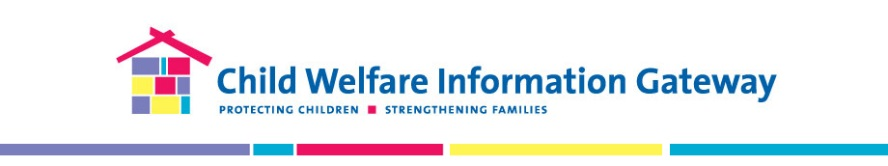 Child Welfare Information Gateway
PROTECTING CHILDREN ■ STRENGTHENING FAMILIES